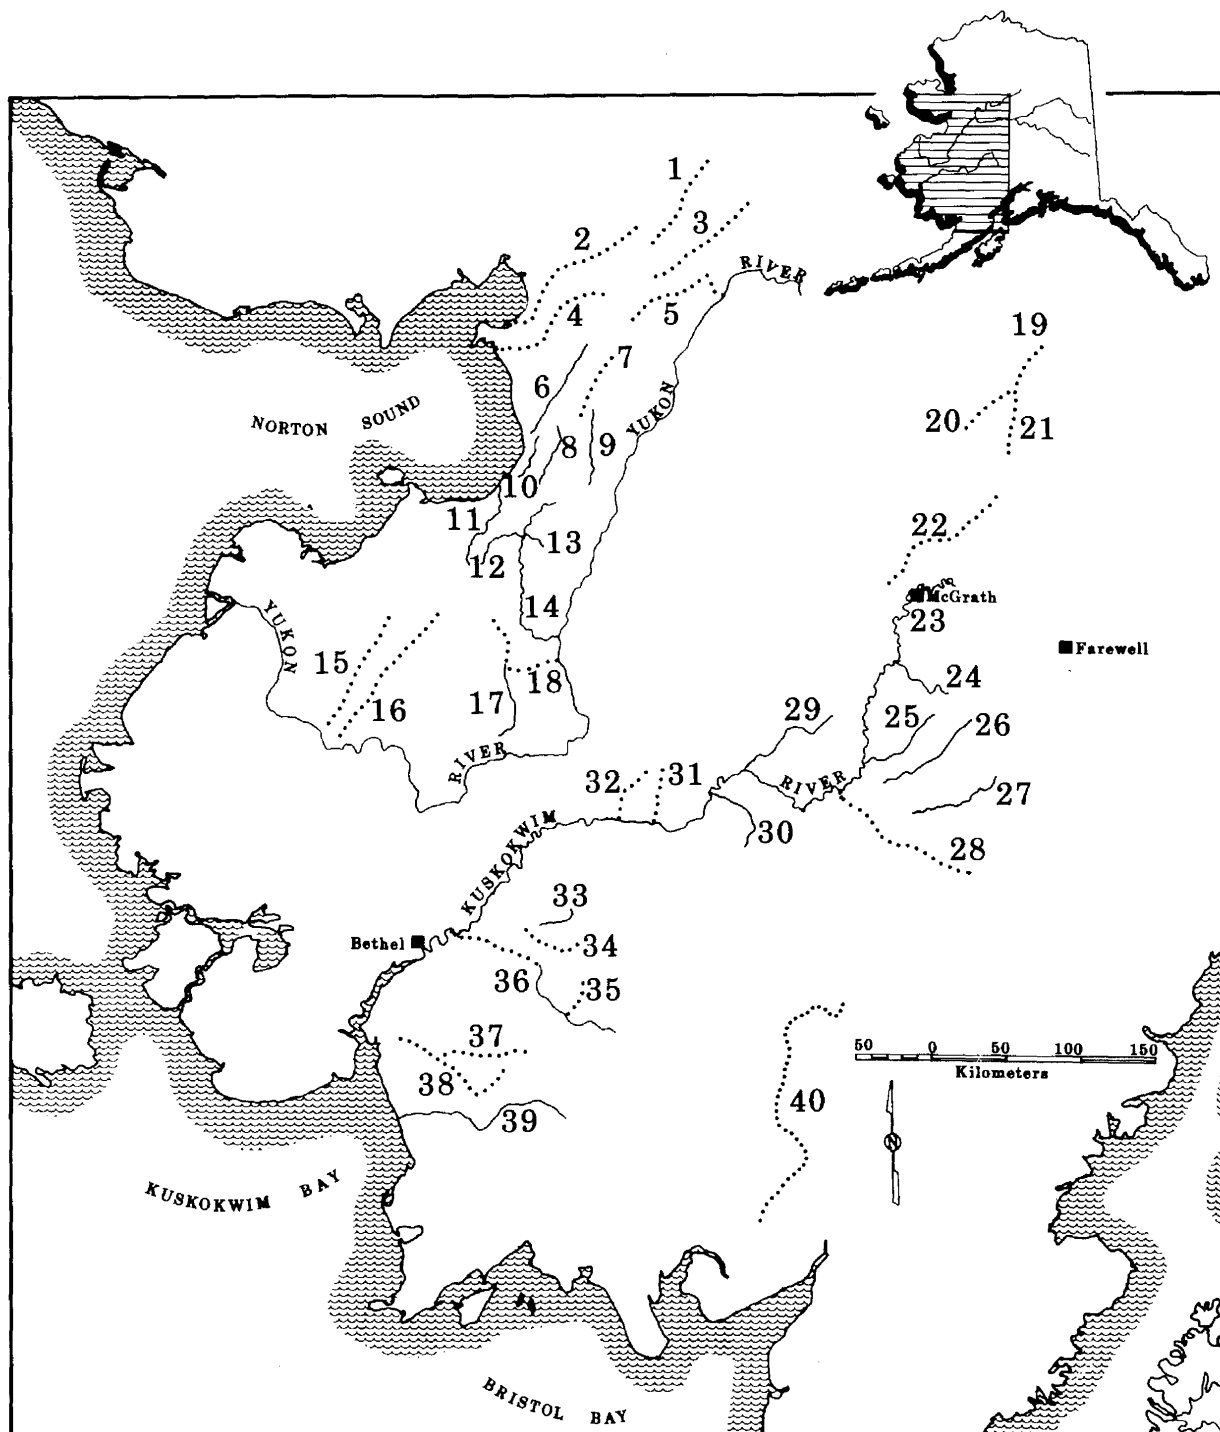 1
3
2
RIVER
4
5
19
7
6
YUKON
NORTON SOUND
20
21
8
9
10
11
22
13
12
McGrath
14
YUKON
23
Farewell
15
18
24
17
16
29
25
26
RIVER
32
31
RIVER
27
30
KUSKOKWIM
28
33
Bethel
34
36
35
37
50 0 50 100 150
Kilometers
38
40
39
N
KUSKOKWIM BAY
BRISTOL BAY